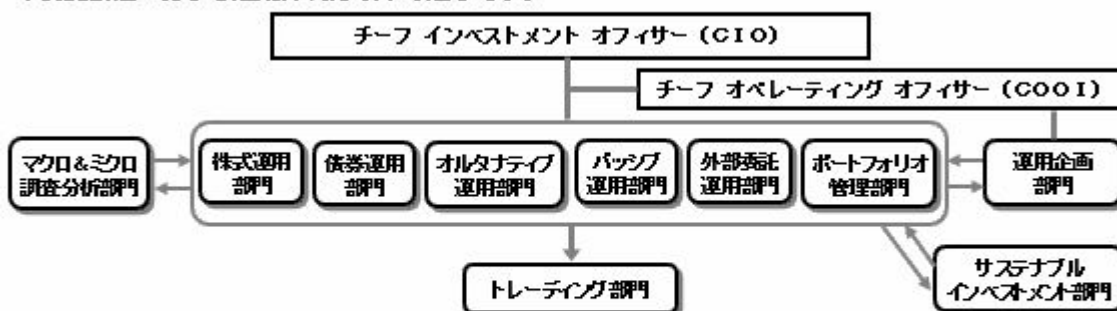 チーフ インベストメント オフィサー (CIO)
チーフ オペレーティング オフィサー (COOI)
マクロ&ミクロ
調査分析部門
株式運用
部門
債券運用
部門
オルタナティブ
運用部門
パッシブ
運用部門
外部委託
運用部門
ポートフォリオ
管理部門
運用企画
部門
トレーディング部門
サステナブル
インベストメント部門